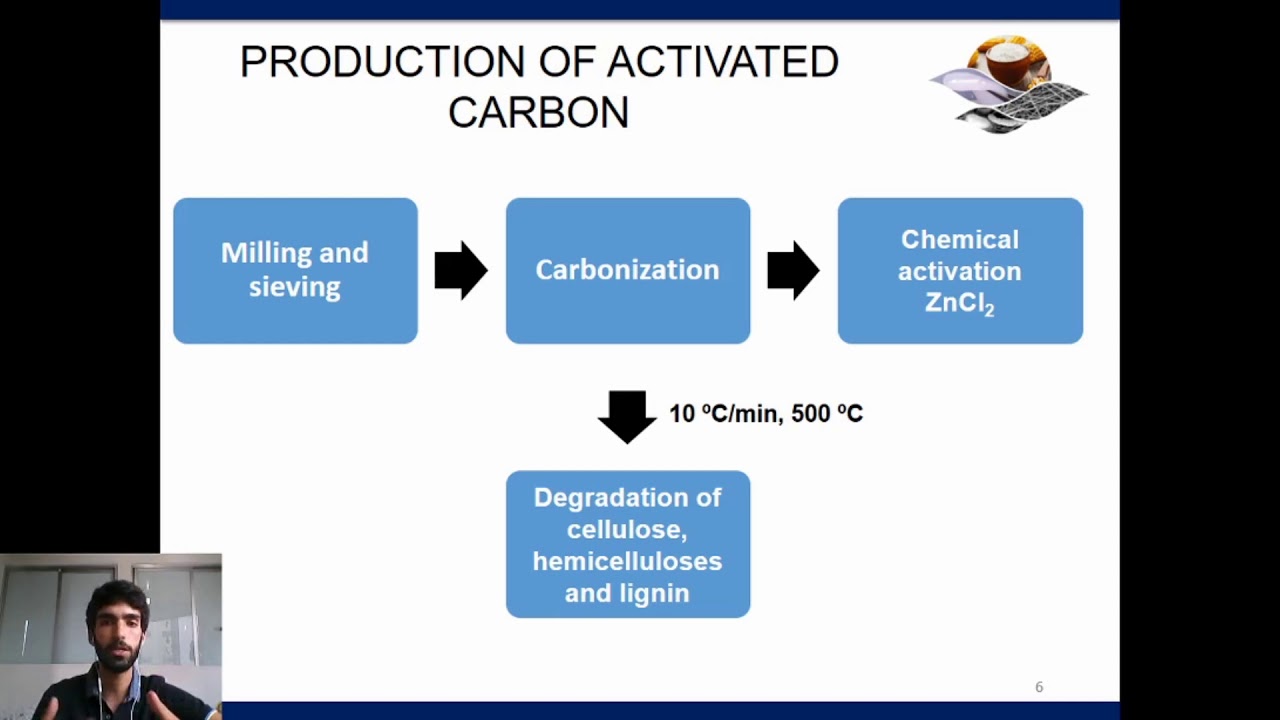 PRODUCTION OF ACTIVATED
CARBON
Milling and
sieving
Carbonization
Chemical
activation
ZnCl₂
10 ºC/min, 500 ºC
Degradation of
cellulose,
hemicelluloses
and lignin
6